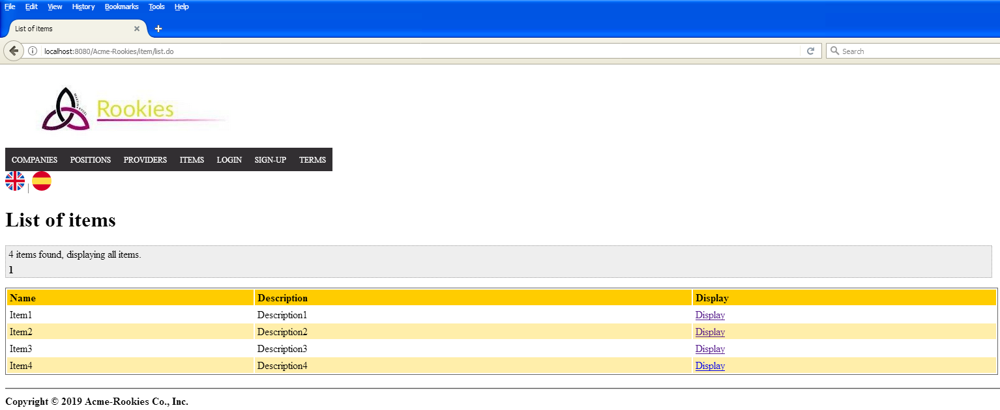 File Edit View History Bookmarks Tools Help
List of items
localhost:8080/Acme-Rookies/item/list.do
Search
Rookies
COMPANIES POSITIONS PROVIDERS ITEMS LOGIN SIGN-UP TERMS
|
List of items
4 items found, displaying all items.
1
Name Description Display
Item1 Description1 Display
Item2 Description2 Display
Item3 Description3 Display
Item4 Description4 Display
Copyright © 2019 Acme-Rookies Co., Inc.